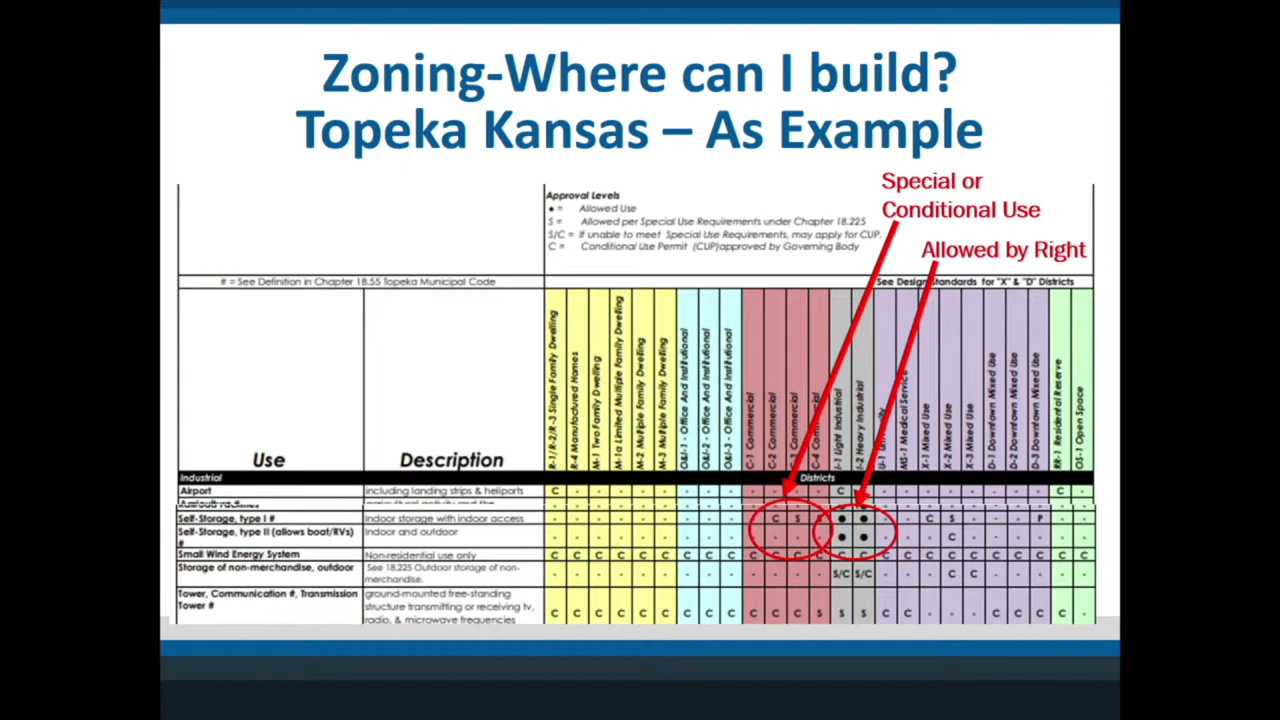 Zoning-Where can I build?
Topeka Kansas – As Example
Special or
Conditional Use
Allowed by Right
Approval Levels
● = Allowed Use
S = Allowed per Special Use Requirements under Chapter 18.225
S/C = If unable to meet Special Use Requirements, may apply for CUP.
C = Conditional Use Permit (CUP)approved by Governing Body
# = See Definition in Chapter 18.55 Topeka Municipal Code
See Design Standards for "X" & "D" Districts
Use
Description
R-1/R-2/R-3 Single Family Dwelling
R-4 Manufactured Homes
M-1 Two Family Dwelling
M-1a Limited Multiple Family Dwelling
M-2 Multiple Family Dwelling
M-3 Multiple Family Dwelling
O&I-1 - Office And Institutional
O&I-2 - Office And Institutional
O&I-3 - Office And Institutional
C-1 Commercial
C-2 Commercial
C-3 Commercial
C-4 Commercial
I-1 Light Industrial
I-2 Heavy Industrial
U-1
MS-1 Medical Service
X-1 Mixed Use
X-2 Mixed Use
X-3 Mixed Use
D-1 Downtown Mixed Use
D-2 Downtown Mixed Use
D-3 Downtown Mixed Use
RR-1 Residential Reserve
OS-1 Open Space
Industrial Districts
Airport including landing strips & heliports C - - - - - - - - - - - - C - - - - - - - - C -
Self-Storage, type I # Indoor storage with indoor access - - - - - - - - - - C S ● ● - - C S - - - P - -
Self-Storage, type II (allows boat/RVs) Indoor and outdoor
# - - - - - - - - - - - - ● ● - - - C - - - - - -
Small Wind Energy System Non-residential use only C C C C C C C C C C C C C C C C C C C C C C C C C
Storage of non-merchandise, outdoor See 18.225 Outdoor storage of non-
merchandise. - - - - - - - - - - - - - S/C S/C - - - C C - - - - -
Tower, Communication #, Transmission ground-mounted free-standing
Tower # structure transmitting or receiving tv,
radio, & microwave frequencies C C C C C C C C C C C C S S S C C - - - C C C C -